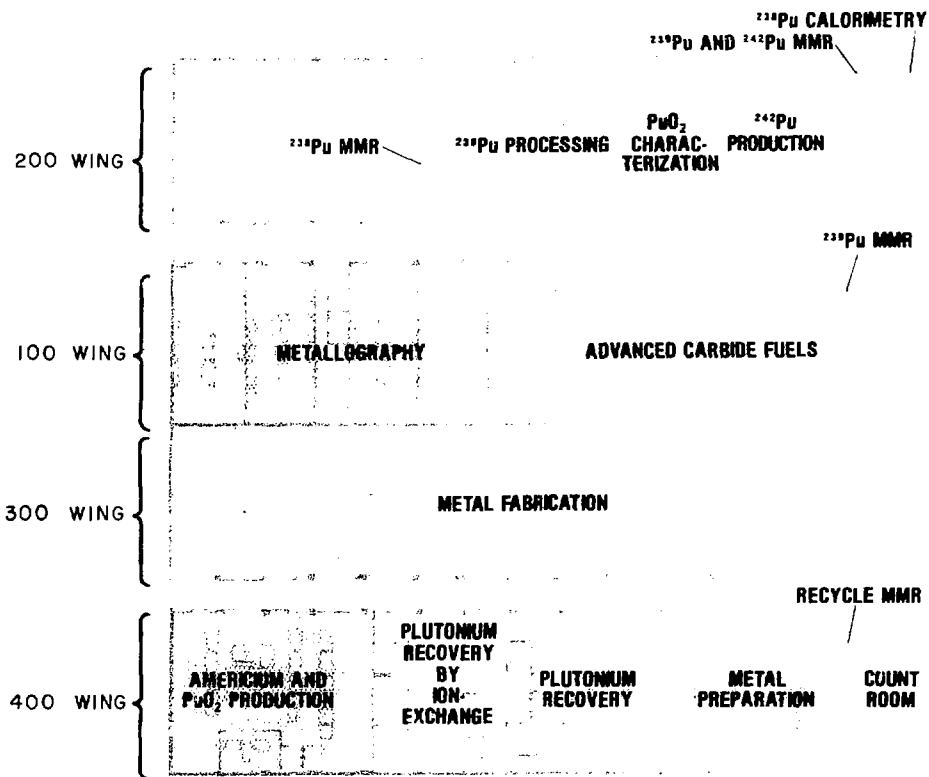 ²³⁸Pu CALORIMETRY
²³⁹Pu AND ²⁴²Pu MMR
200 WING
²³⁸Pu MMR
²³⁸Pu PROCESSING
PuO₂ CHARAC-
TERIZATION
²⁴²Pu
PRODUCTION
²³⁹Pu MMR
100 WING
METALLOGRAPHY
ADVANCED CARBIDE FUELS
300 WING
METAL FABRICATION
RECYCLE MMR
400 WING
AMERICIUM AND
PuO₂ PRODUCTION
PLUTONIUM
RECOVERY
BY
ION-
EXCHANGE
PLUTONIUM
RECOVERY
METAL
PREPARATION
COUNT
ROOM